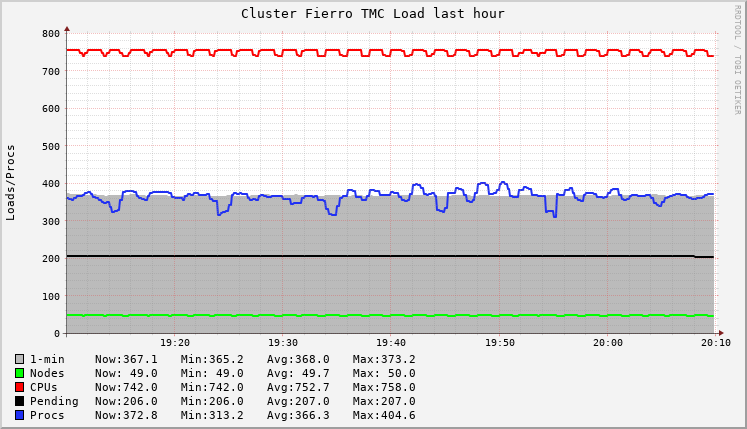 Cluster Fierro TMC Load last hour
RRDTOOL / TOBI OETIKER
Loads/Procs
800
700
600
500
400
300
200
100
0
19:20 19:30 19:40 19:50 20:00 20:10
1-min Now:367.1 Min:365.2 Avg:368.0 Max:373.2
Nodes Now: 49.0 Min: 49.0 Avg: 49.7 Max: 50.0
CPUs Now:742.0 Min:742.0 Avg:752.7 Max:758.0
Pending Now:206.0 Min:206.0 Avg:207.0 Max:207.0
Procs Now:372.8 Min:313.2 Avg:366.3 Max:404.6